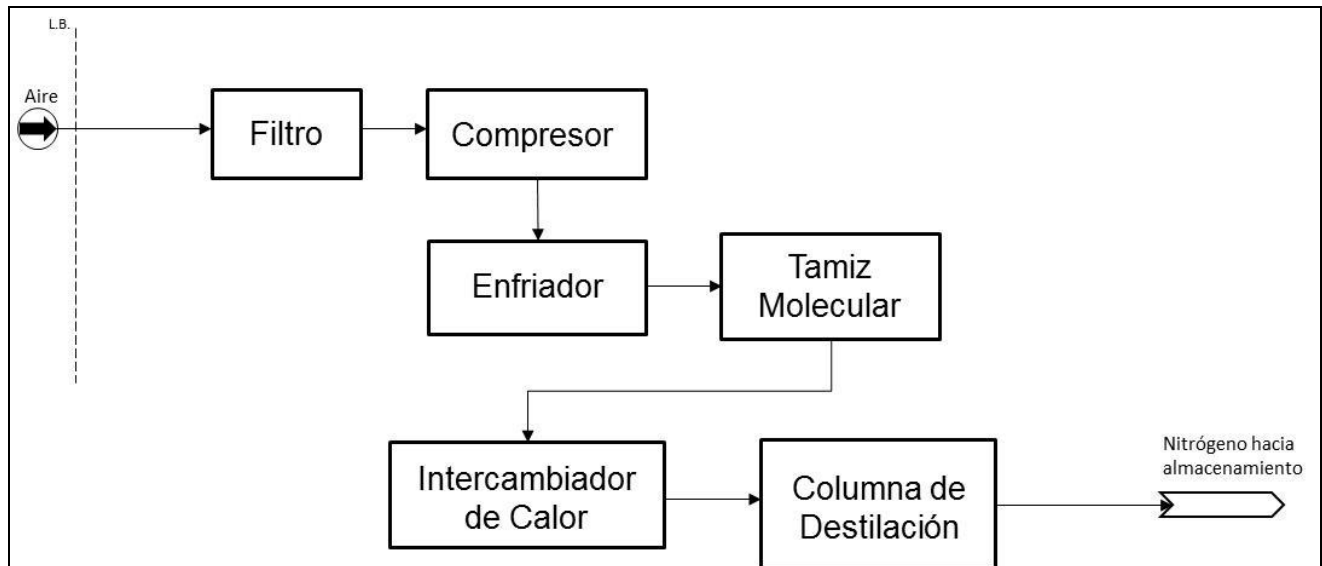 L.B.
Aire
Filtro
Compresor
Enfriador
Tamiz
Molecular
Intercambiador
de Calor
Columna de
Destilación
Nitrógeno hacia
almacenamiento